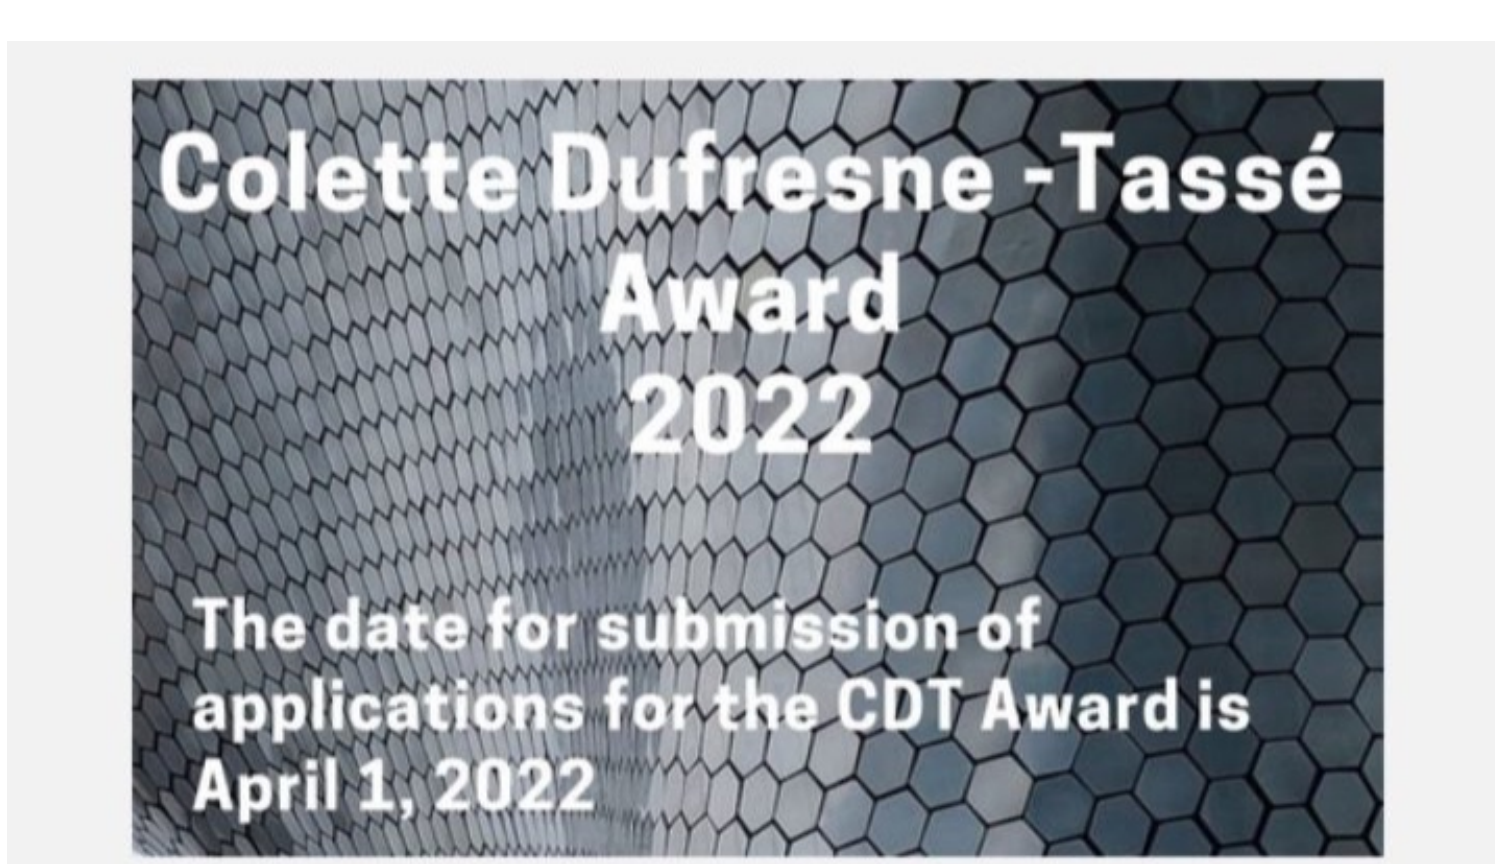 Colette Dufresne -Tassé
Award
2022
The date for submission of
applications for the CDT Award is
April 1, 2022